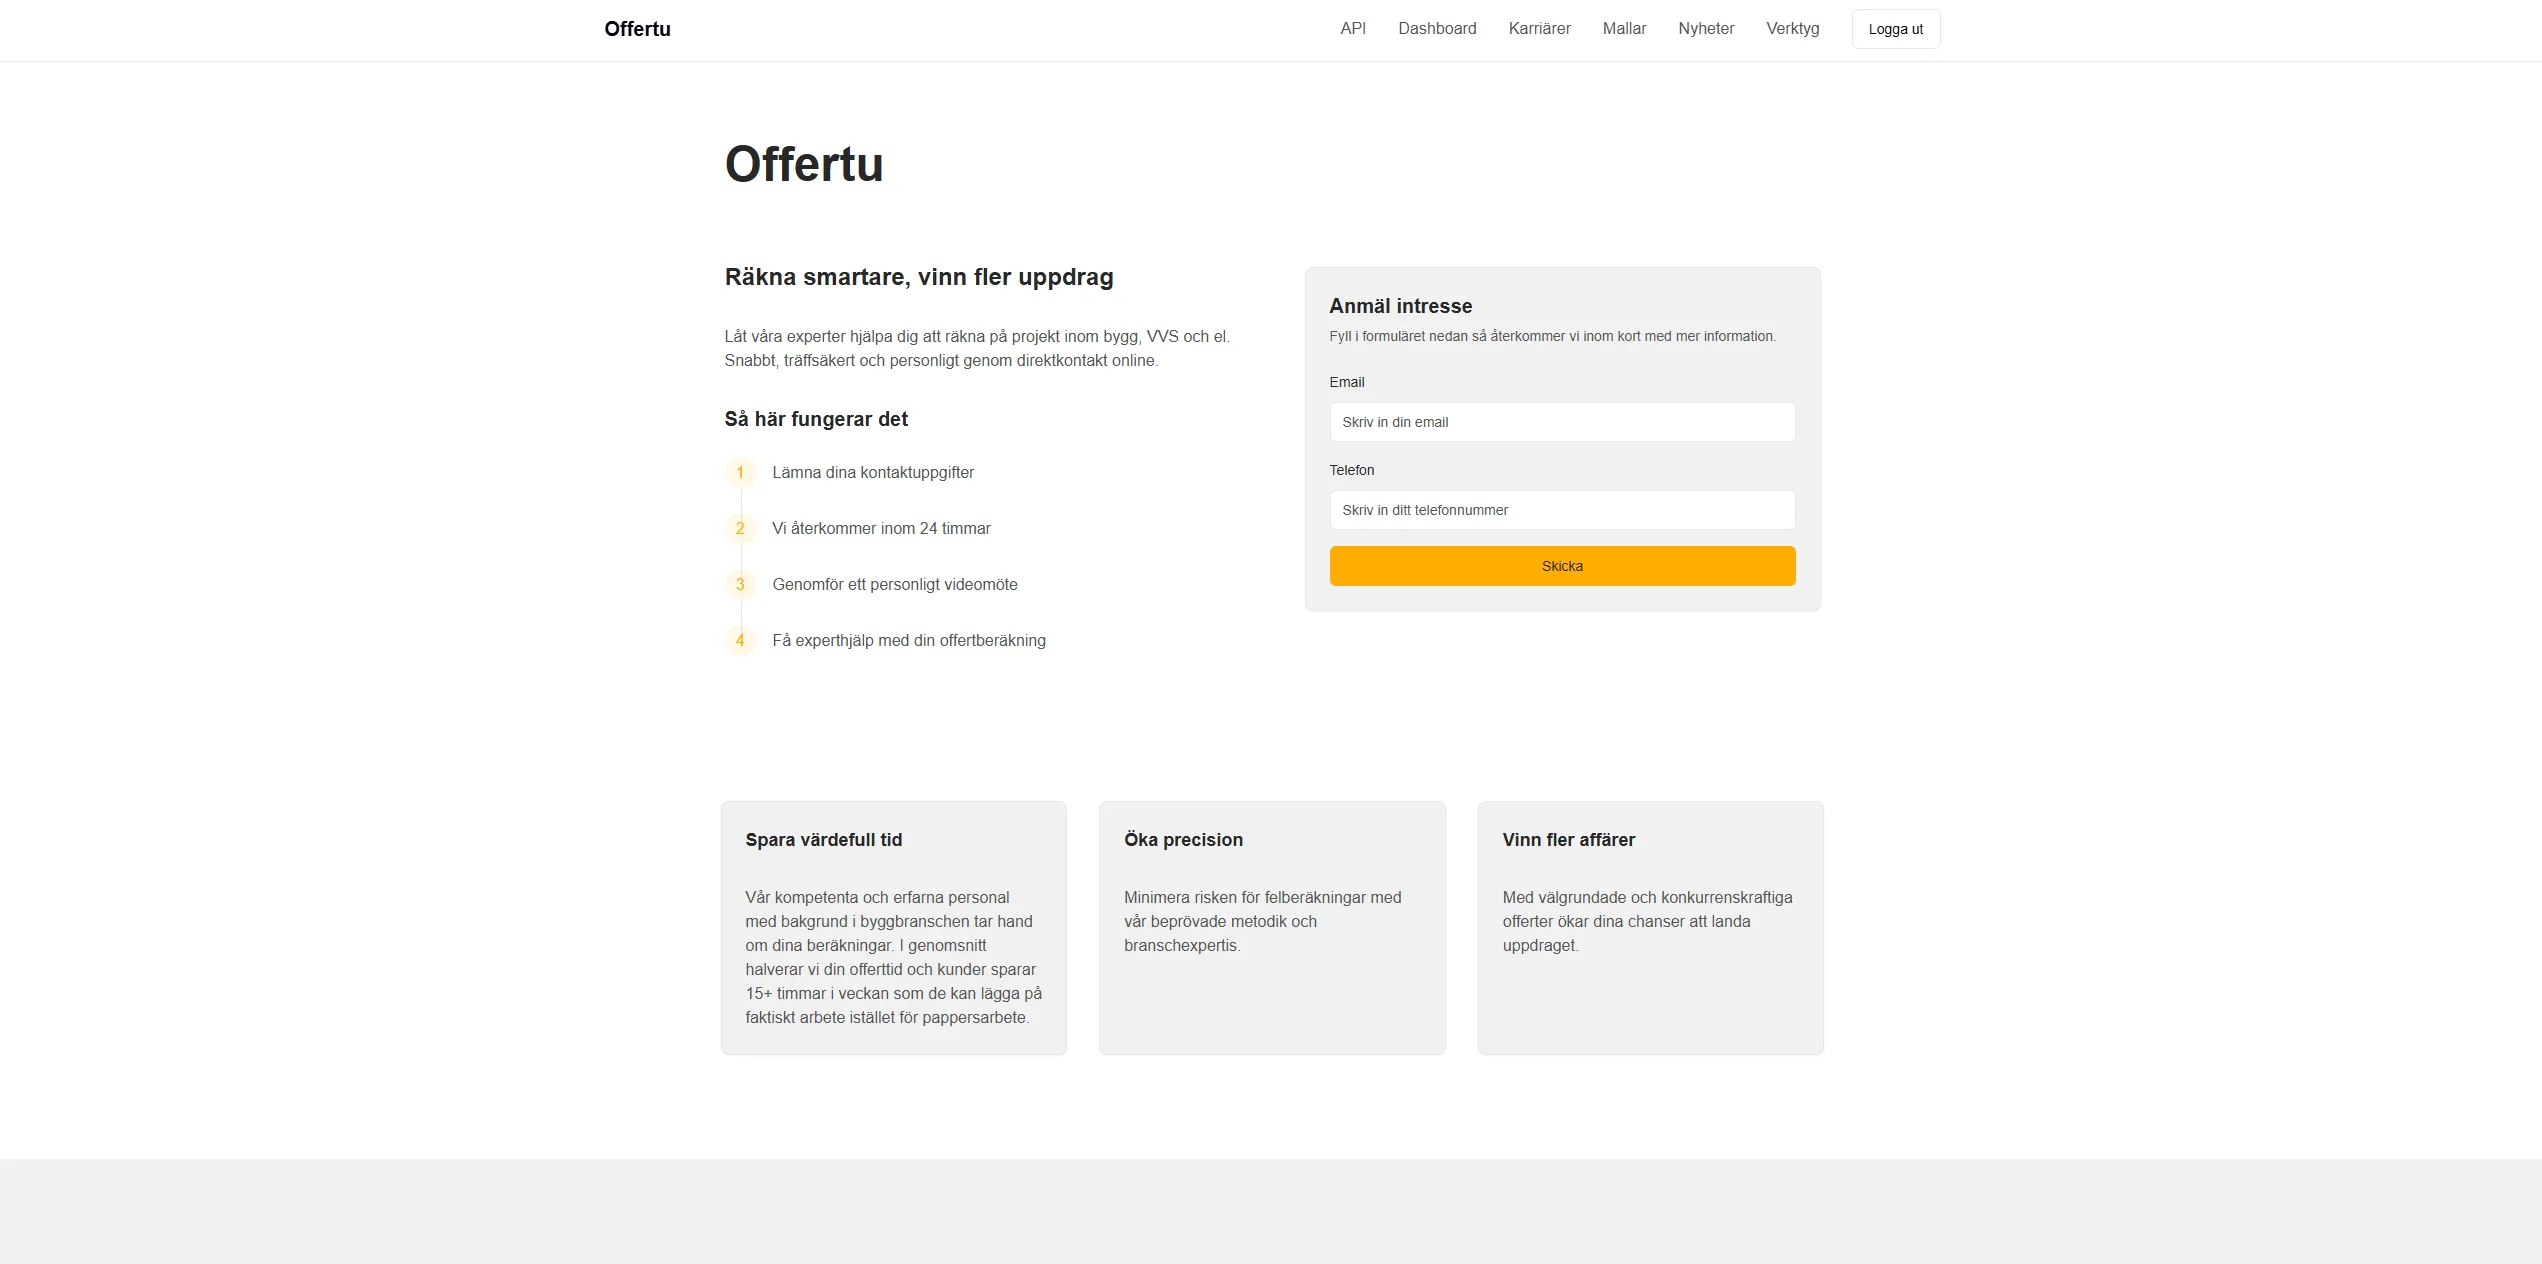 Offertu
API
Dashboard
Karriärer
Mallar
Nyheter
Verktyg
Logga ut
Offertu
Räkna smartare, vinn fler uppdrag
Låt våra experter hjälpa dig att räkna på projekt inom bygg, VVS och el.
Snabbt, träffsäkert och personligt genom direktkontakt online.
Så här fungerar det
1 Lämna dina kontaktuppgifter
2 Vi återkommer inom 24 timmar
3 Genomför ett personligt videomöte
4 Få experthjälp med din offertberäkning
Anmäl intresse
Fyll i formuläret nedan så återkommer vi inom kort med mer information.
Email
Skriv in din email
Telefon
Skriv in ditt telefonnummer
Skicka
Spara värdefull tid
Vår kompetenta och erfarna personal
med bakgrund i byggbranschen tar hand
om dina beräkningar. I genomsnitt
halverar vi din offerttid och kunder sparar
15+ timmar i veckan som de kan lägga på
faktiskt arbete istället för pappersarbete.
Öka precision
Minimera risken för felberäkningar med
vår beprövade metodik och
branschexpertis.
Vinn fler affärer
Med välgrundade och konkurrenskraftiga
offerter ökar dina chanser att landa
uppdraget.